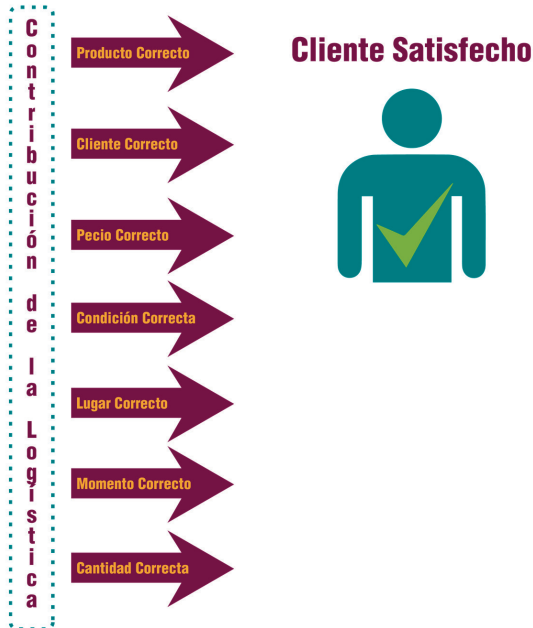 Contribución de la Logística
Producto Correcto
Cliente Correcto
Pecio Correcto
Condición Correcta
Lugar Correcto
Momento Correcto
Cantidad Correcta
Cliente Satisfecho